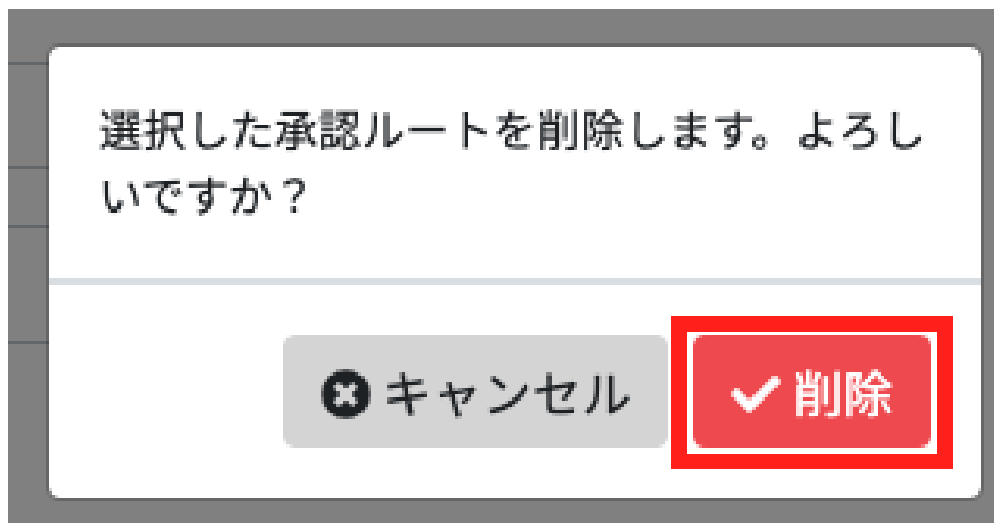 選択した承認ルートを削除します。よろし
いですか？
キャンセル
削除